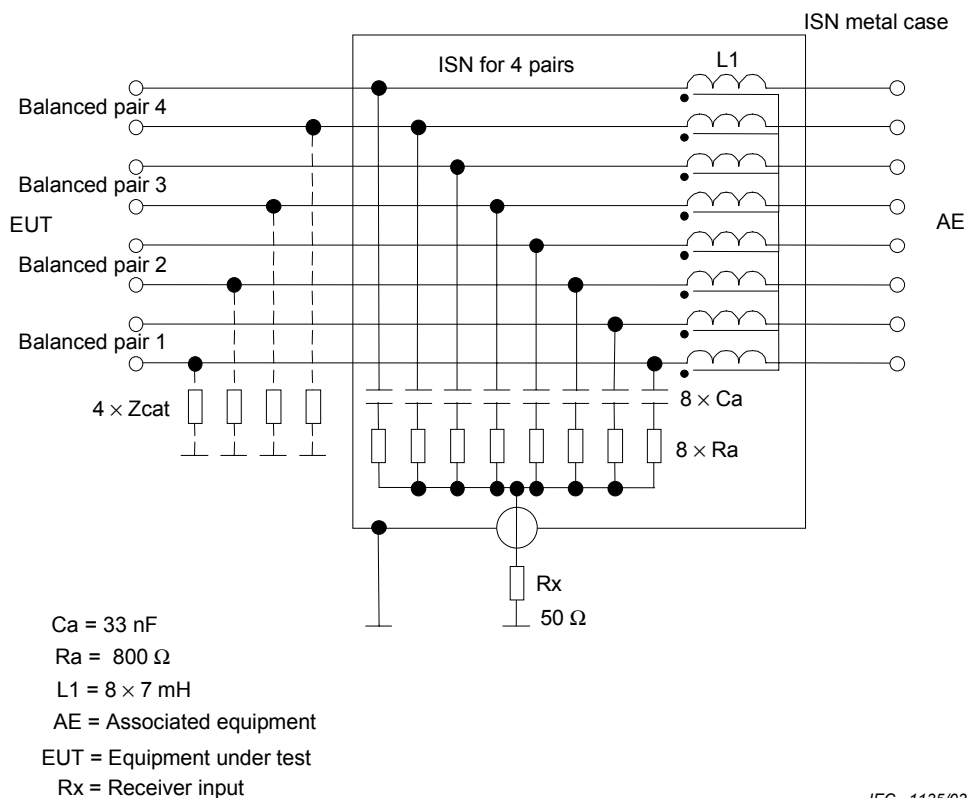 ISN metal case
ISN for 4 pairs
L1
Balanced pair 4
Balanced pair 3
EUT
AE
Balanced pair 2
Balanced pair 1
4 × Zcat
8 × Ca
8 × Ra
Rx
50 Ω
Ca = 33 nF
Ra = 800 Ω
L1 = 8 × 7 mH
AE = Associated equipment
EUT = Equipment under test
Rx = Receiver input